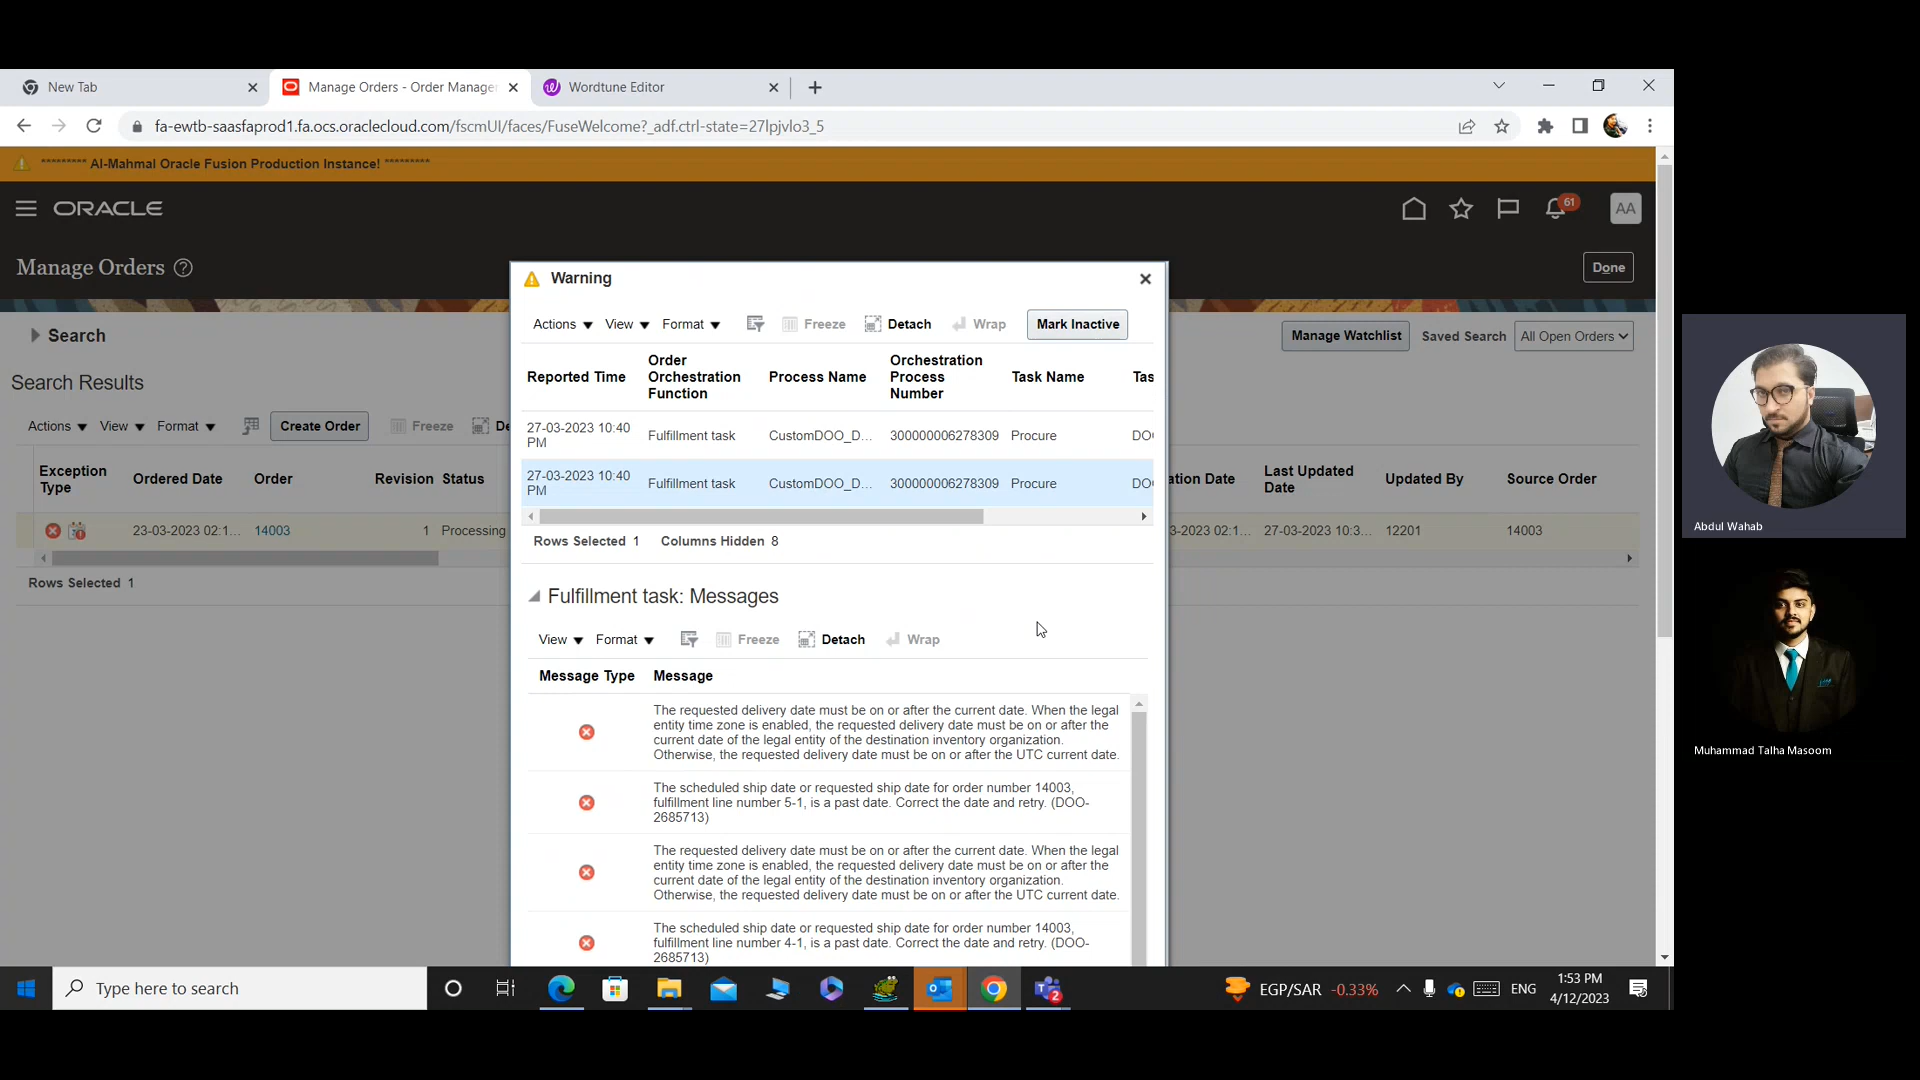 New Tab
Manage Orders - Order Manage
Wordtune Editor
fa-ewtb-saasfaprod1.fa.ocs.oraclecloud.com/fscmUI/faces/FuseWelcome?_adf.ctrl-state=27lpjvlo3_5
********* Al-Mahmal Oracle Fusion Production Instance! *********
ORACLE
61
AA
Manage Orders
Done
Search
Manage Watchlist
Saved Search
All Open Orders
Search Results
Actions View Format Create Order Freeze De
Exception Type
Ordered Date
Order
Revision
Status
ation Date
Last Updated Date
Updated By
Source Order
23-03-2023 02:1... 14003 1 Processing 3-2023 02:1... 27-03-2023 10:3... 12201 14003
Rows Selected 1
Warning
Actions View Format Freeze Detach Wrap Mark Inactive
Reported Time
Order Orchestration Function
Process Name
Orchestration Process Number
Task Name
Tas
27-03-2023 10:40 PM Fulfillment task CustomDOO_D... 300000006278309 Procure DO
27-03-2023 10:40 PM Fulfillment task CustomDOO_D... 300000006278309 Procure DO
Rows Selected 1 Columns Hidden 8
Fulfillment task: Messages
View Format Freeze Detach Wrap
Message Type Message
The requested delivery date must be on or after the current date. When the legal
entity time zone is enabled, the requested delivery date must be on or after the
current date of the legal entity of the destination inventory organization.
Otherwise, the requested delivery date must be on or after the UTC current date.
The scheduled ship date or requested ship date for order number 14003,
fulfillment line number 5-1, is a past date. Correct the date and retry. (DOO-
2685713)
The requested delivery date must be on or after the current date. When the legal
entity time zone is enabled, the requested delivery date must be on or after the
current date of the legal entity of the destination inventory organization.
Otherwise, the requested delivery date must be on or after the UTC current date.
The scheduled ship date or requested ship date for order number 14003,
fulfillment line number 4-1, is a past date. Correct the date and retry. (DOO-
2685713)
Type here to search
2
EGP/SAR -0.33%
ENG
1:53 PM
4/12/2023
Abdul Wahab
Muhammad Talha Masoom